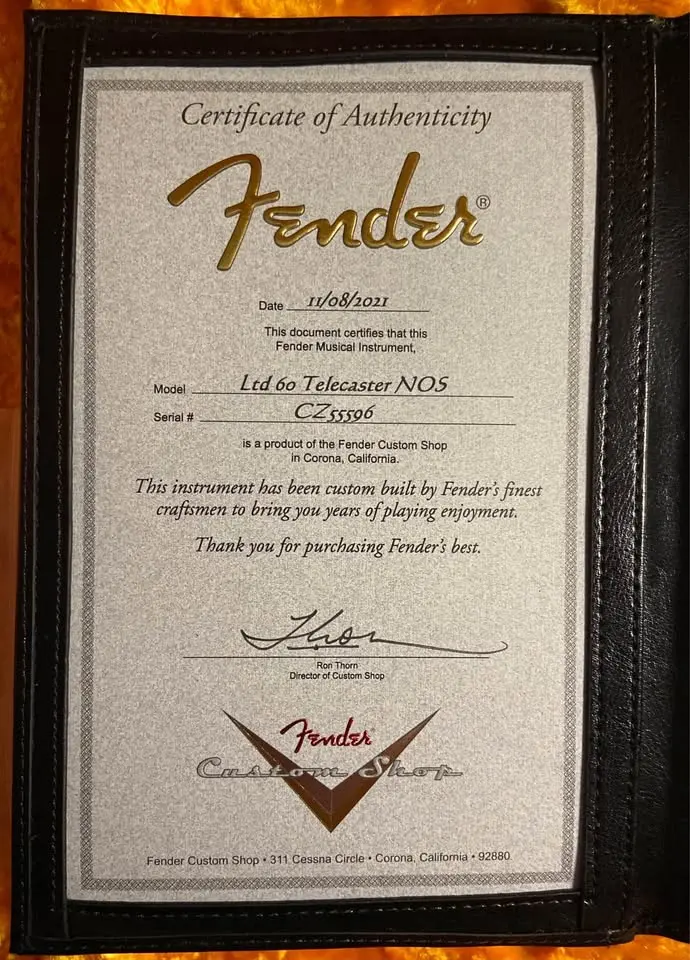 Certificate of Authenticity
Fender®
Date 11/08/2021
This document certifies that this
Fender Musical Instrument,
Model Ltd 60 Telecaster NOS
Serial # CZ55596
is a product of the Fender Custom Shop
in Corona, California.
This instrument has been custom built by Fender's finest
craftsmen to bring you years of playing enjoyment.
Thank you for purchasing Fender's best.
Thorn
Ron Thorn
Director of Custom Shop
Fender
Custom Shop
Fender Custom Shop • 311 Cessna Circle • Corona, California • 92880